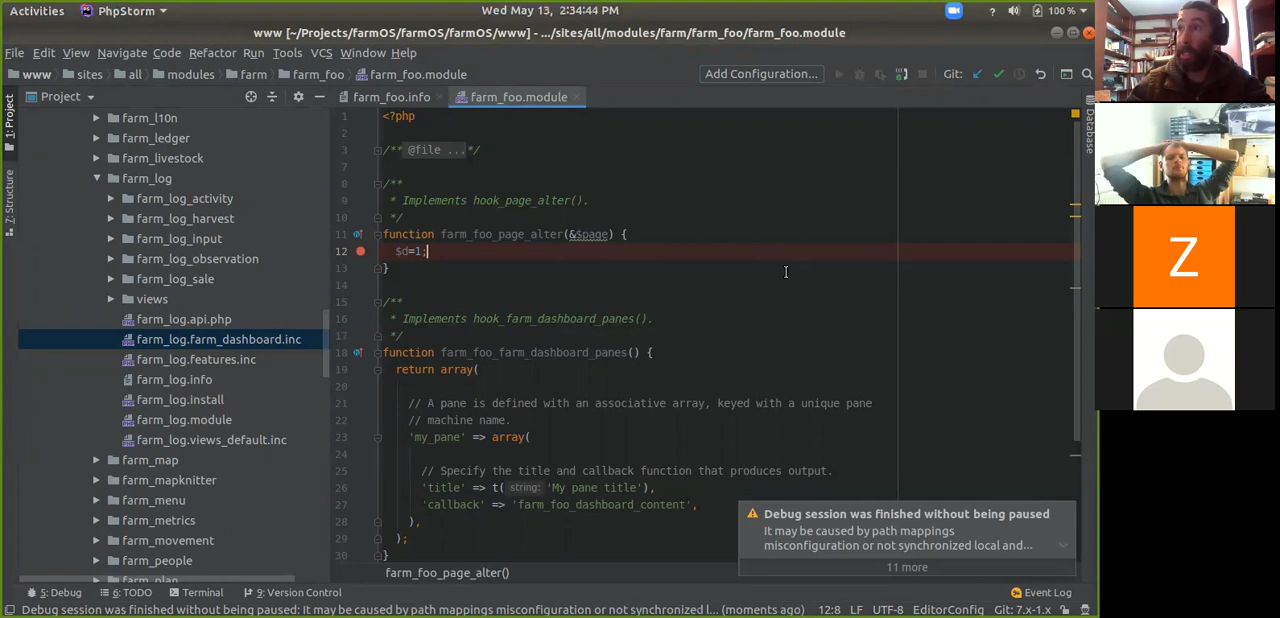 Activities PhpStorm Wed May 13, 2:34:44 PM ? 100 %
www [~/Projects/farmOS/farmOS/www] - .../sites/all/modules/farm/farm_foo/farm_foo.module
File Edit View Navigate Code Refactor Run Tools VCS Window Help
www sites all modules farm farm_foo farm_foo.module Add Configuration... Git:
Project farm_foo.info farm_foo.module
1: Project
7: Structure
Database
farm_l10n
farm_ledger
farm_livestock
farm_log
farm_log_activity
farm_log_harvest
farm_log_input
farm_log_observation
farm_log_sale
views
farm_log.api.php
farm_log.farm_dashboard.inc
farm_log.features.inc
farm_log.info
farm_log.install
farm_log.module
farm_log.views_default.inc
farm_map
farm_mapknitter
farm_menu
farm_metrics
farm_movement
farm_people
farm_plan
1 <?php
2
3 /** @file ...*/
7
8 /**
9 * Implements hook_page_alter().
10 */
11 function farm_foo_page_alter(&$page) {
12 $d=1;
13 }
14
15 /**
16 * Implements hook_farm_dashboard_panes().
17 */
18 function farm_foo_farm_dashboard_panes() {
19 return array(
20
21 // A pane is defined with an associative array, keyed with a unique pane
22 // machine name.
23 'my_pane' => array(
24
25 // Specify the title and callback function that produces output.
26 'title' => t( string: 'My pane title'),
27 'callback' => 'farm_foo_dashboard_content',
28 ),
29 );
30 }
farm_foo_page_alter()
Debug session was finished without being paused
It may be caused by path mappings
misconfiguration or not synchronized local and...
11 more
5: Debug 6: TODO Terminal 9: Version Control Event Log
Debug session was finished without being paused: It may be caused by path mappings misconfiguration or not synchronized l... (moments ago) 12:8 LF UTF-8 EditorConfig Git: 7.x-1.x
Z